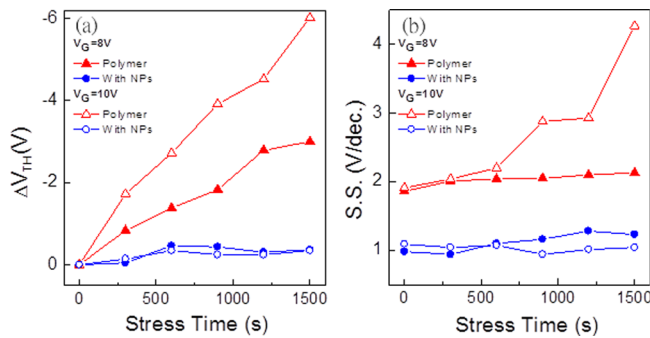 (a)
V_G=8V
Polymer
With NPs
V_G=10V
Polymer
With NPs
-6
-4
-2
0
ΔV_TH(V)
0 500 1000 1500
Stress Time (s)
(b)
V_G=8V
Polymer
With NPs
V_G=10V
Polymer
With NPs
4
3
2
1
S.S. (V/dec.)
0 500 1000 1500
Stress Time (s)